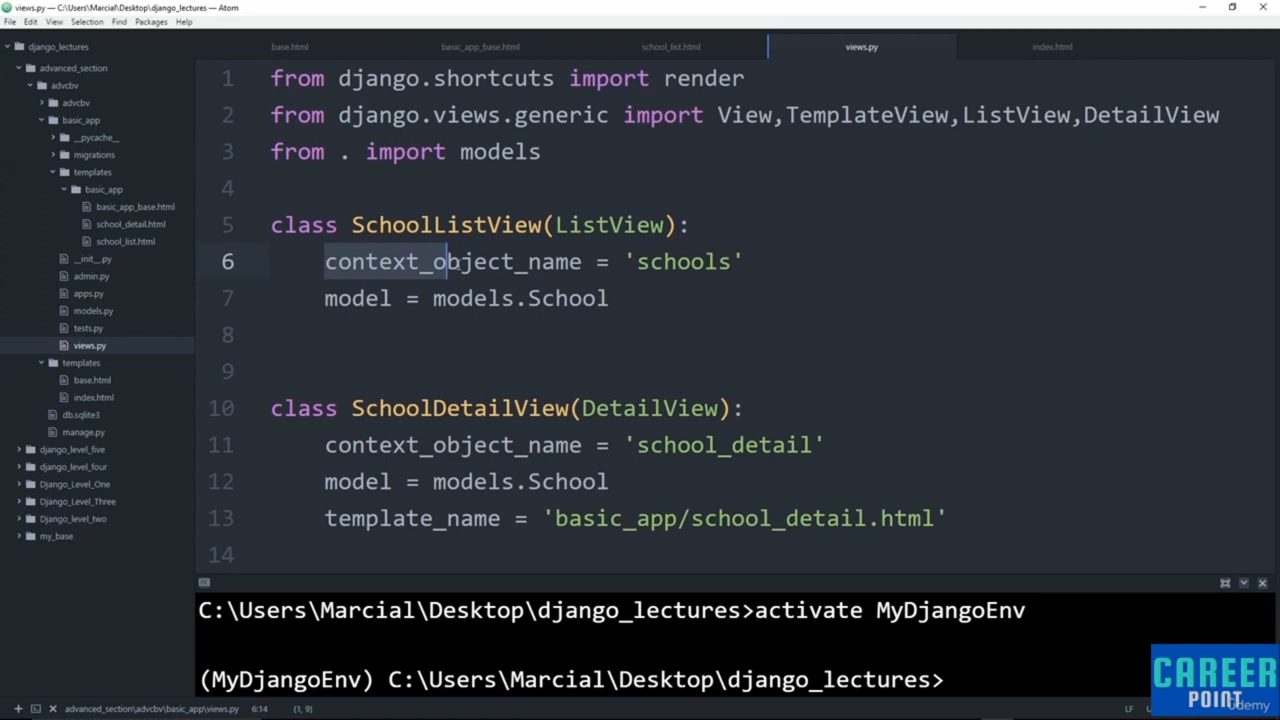 views.py — C:\Users\Marcial\Desktop\django_lectures — Atom
File Edit View Selection Find Packages Help
django_lectures
advanced_section
advcbv
advcbv
basic_app
__pycache__
migrations
templates
basic_app
basic_app_base.html
school_detail.html
school_list.html
__init__.py
admin.py
apps.py
models.py
tests.py
views.py
templates
base.html
index.html
db.sqlite3
manage.py
django_level_five
django_level_four
Django_Level_One
Django_Level_Three
Django_level_two
my_base
base.html basic_app_base.html school_list.html views.py index.html
1 from django.shortcuts import render
2 from django.views.generic import View,TemplateView,ListView,DetailView
3 from . import models
4
5 class SchoolListView(ListView):
6 context_object_name = 'schools'
7 model = models.School
8
9
10 class SchoolDetailView(DetailView):
11 context_object_name = 'school_detail'
12 model = models.School
13 template_name = 'basic_app/school_detail.html'
14
C:\Users\Marcial\Desktop\django_lectures>activate MyDjangoEnv
(MyDjangoEnv) C:\Users\Marcial\Desktop\django_lectures>
advanced_section\advcbv\basic_app\views.py 6:14 (1, 9) LF
CAREER
POINT
Udemy